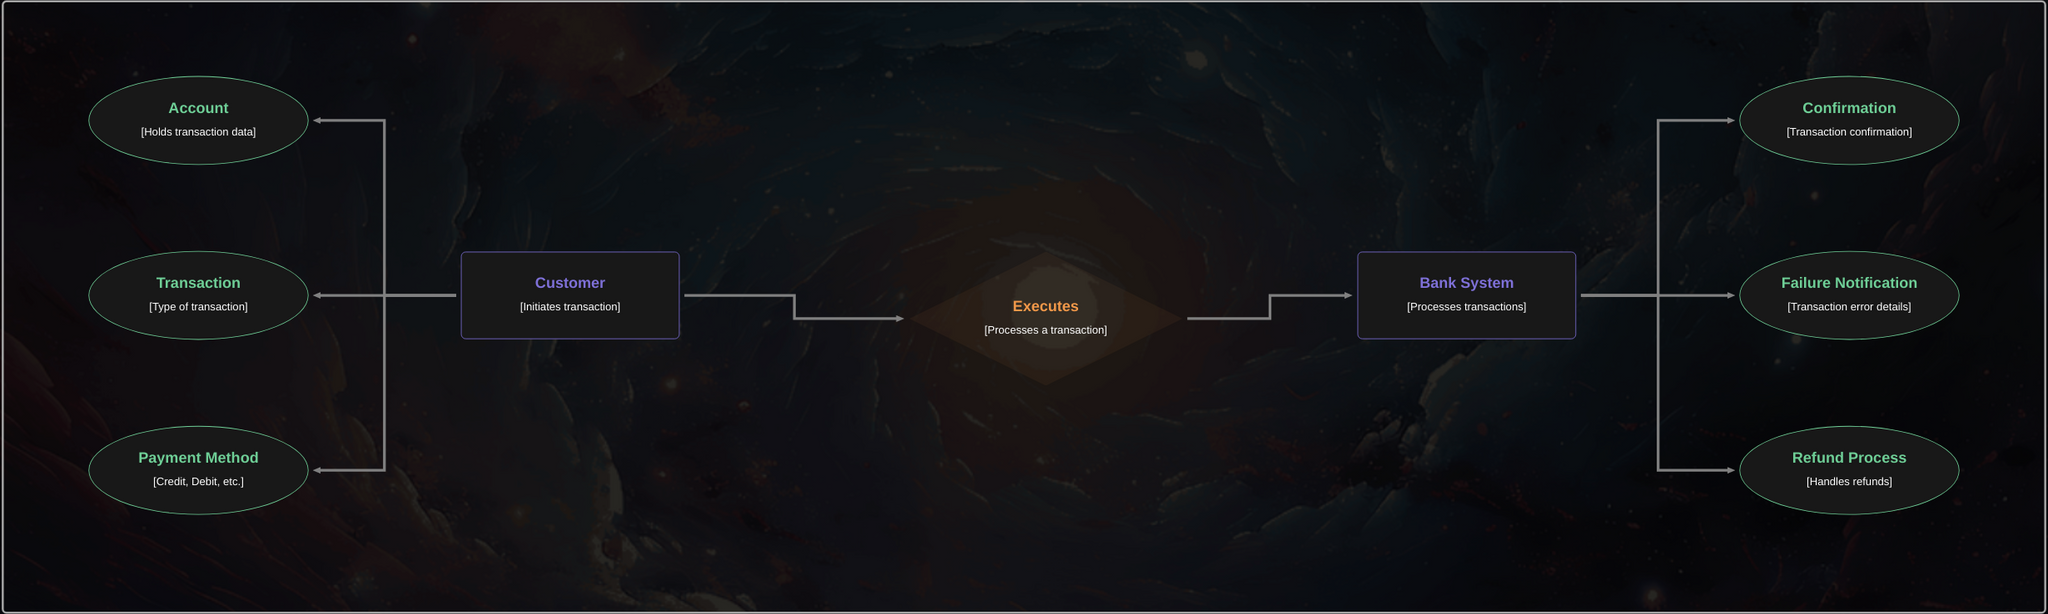 Account
[Holds transaction data]
Transaction
[Type of transaction]
Payment Method
[Credit, Debit, etc.]
Customer
[Initiates transaction]
Executes
[Processes a transaction]
Bank System
[Processes transactions]
Confirmation
[Transaction confirmation]
Failure Notification
[Transaction error details]
Refund Process
[Handles refunds]